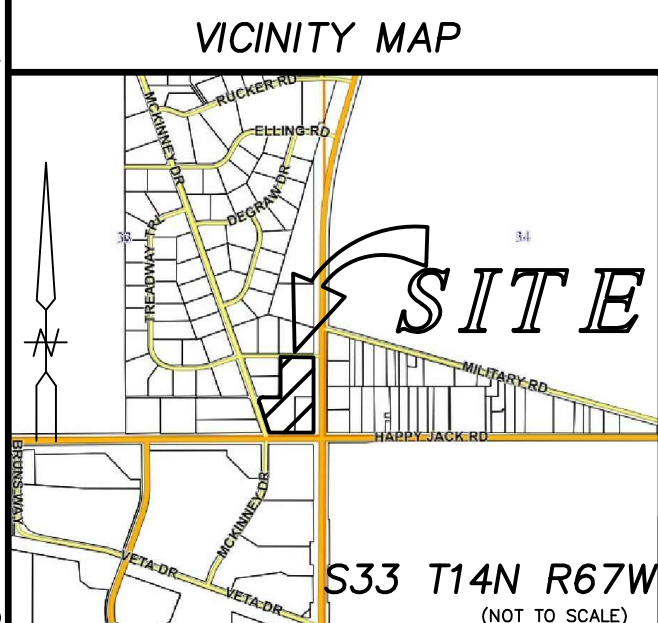 VICINITY MAP
RUCKER RD
MCKINNEY DR
ELLING RD
DEGRAW DR
TREADWAY TRL
33
34
SITE
N
MILITARY RD
HAPPY JACK RD
BRUNS WAY
MCKINNEY DR
VETA DR
VETA DR
S33 T14N R67W
(NOT TO SCALE)